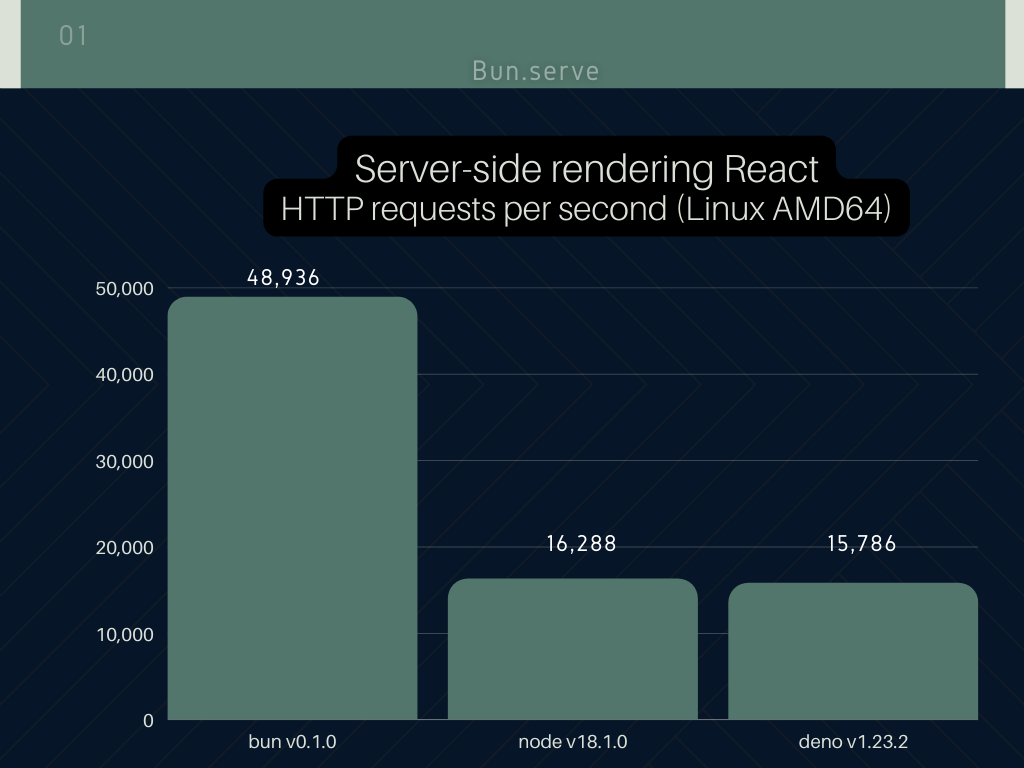 01
Bun.serve
Server-side rendering React
HTTP requests per second (Linux AMD64)
48,936
50,000
40,000
30,000
16,288
15,786
20,000
10,000
0
bun v0.1.0
node v18.1.0
deno v1.23.2